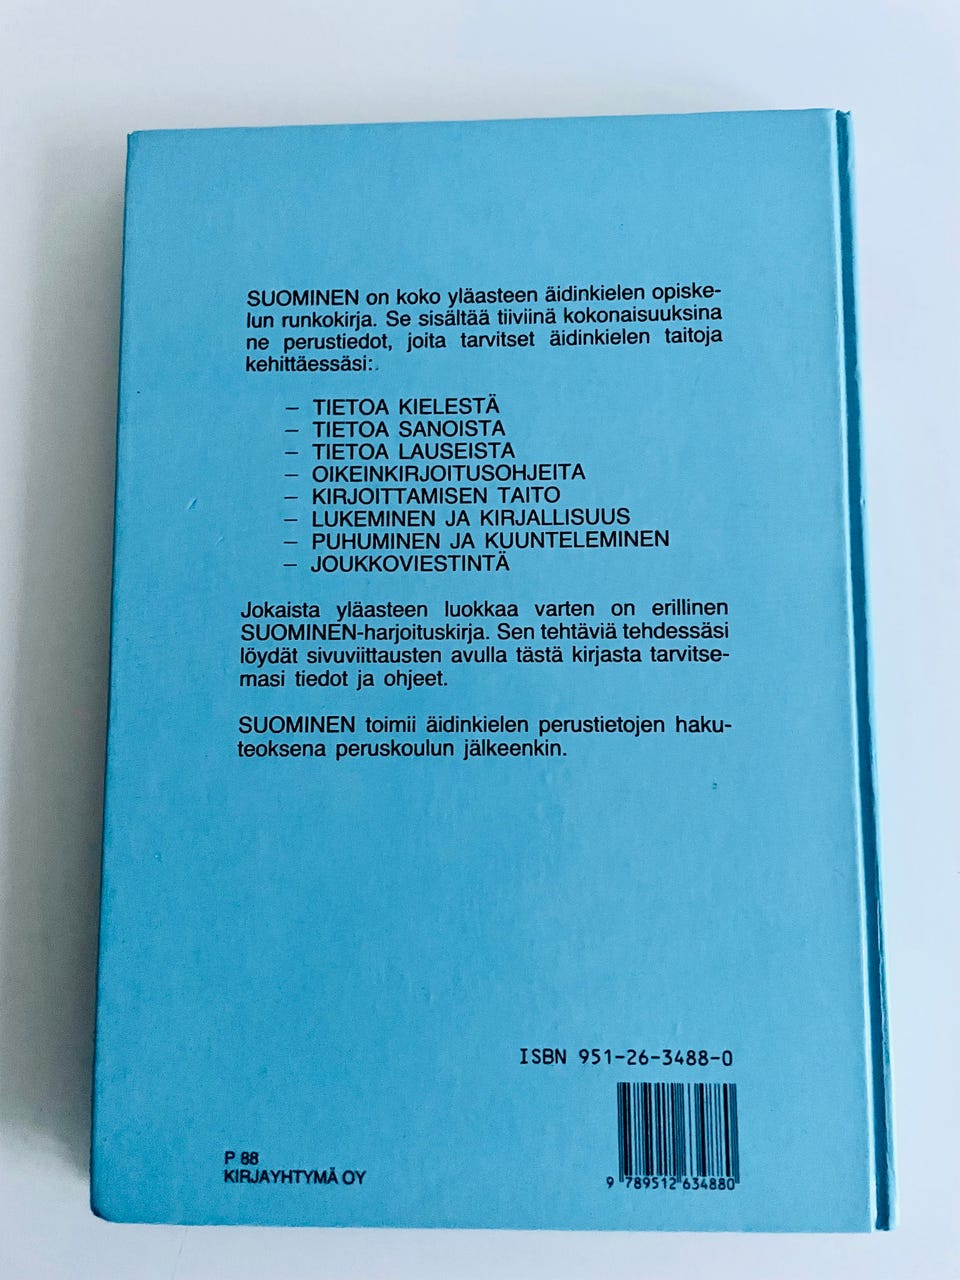 SUOMINEN on koko yläasteen äidinkielen opiske-
lun runkokirja. Se sisältää tiiviinä kokonaisuuksina
ne perustiedot, joita tarvitset äidinkielen taitoja
kehittäessäsi:.
– TIETOA KIELESTÄ
– TIETOA SANOISTA
– TIETOA LAUSEISTA
– OIKEINKIRJOITUSOHJEITA
– KIRJOITTAMISEN TAITO
– LUKEMINEN JA KIRJALLISUUS
– PUHUMINEN JA KUUNTELEMINEN
– JOUKKOVIESTINTÄ
Jokaista yläasteen luokkaa varten on erillinen
SUOMINEN-harjoituskirja. Sen tehtäviä tehdessäsi
löydät sivuviittausten avulla tästä kirjasta tarvitse-
masi tiedot ja ohjeet.
SUOMINEN toimii äidinkielen perustietojen haku-
teoksena peruskoulun jälkeenkin.
ISBN 951-26-3488-0
9 789512 634880
P 88
KIRJAYHTYMÄ OY